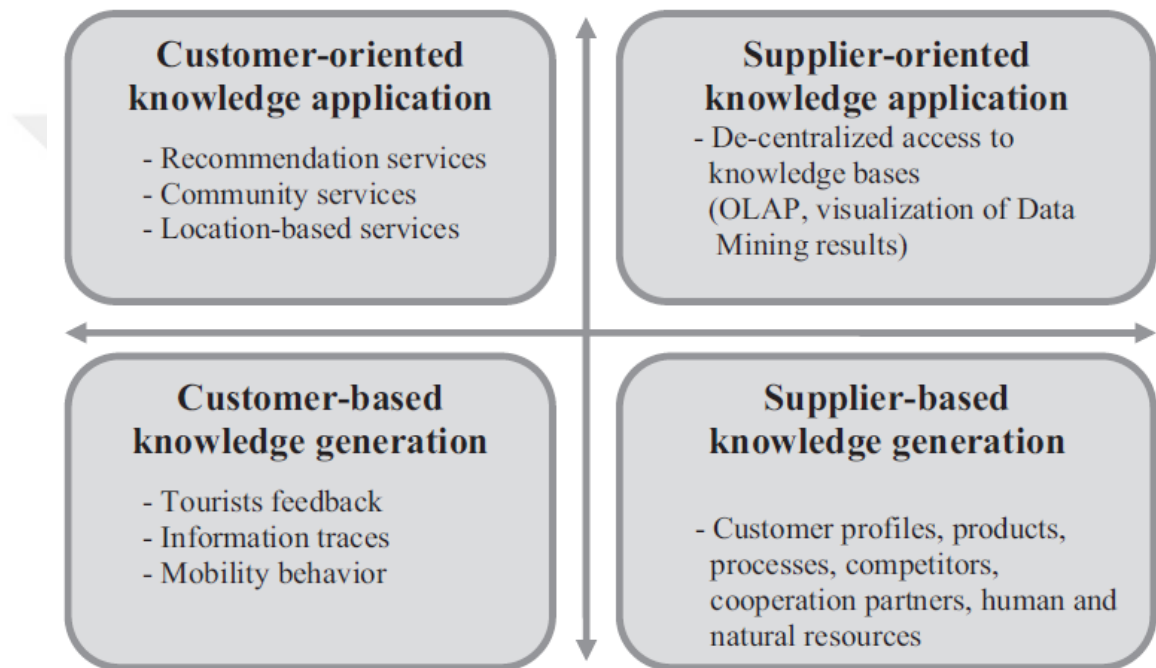 Customer-oriented
knowledge application
- Recommendation services
- Community services
- Location-based services
Supplier-oriented
knowledge application
- De-centralized access to
knowledge bases
(OLAP, visualization of Data
Mining results)
Customer-based
knowledge generation
- Tourists feedback
- Information traces
- Mobility behavior
Supplier-based
knowledge generation
- Customer profiles, products,
processes, competitors,
cooperation partners, human and
natural resources